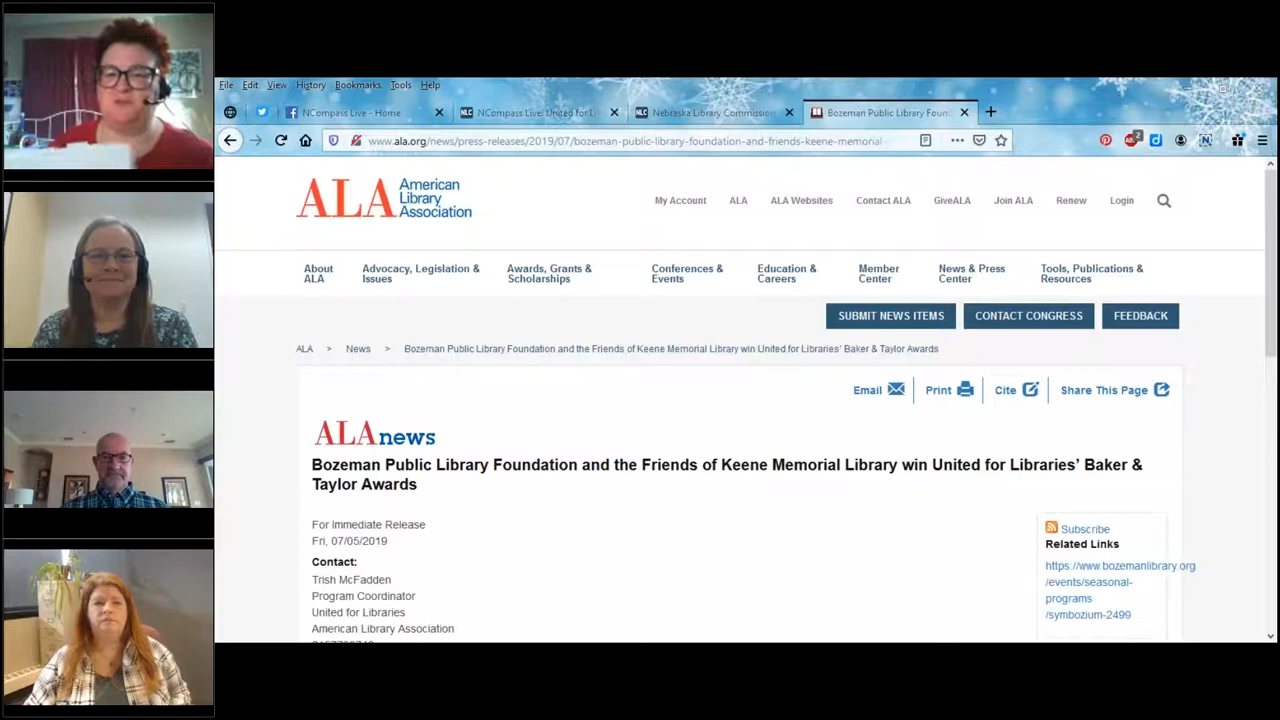 File Edit View History Bookmarks Tools Help
NCompass Live - Home
NCompass Live: United for Li
Nebraska Library Commission
Bozeman Public Library Foun
www.ala.org/news/press-releases/2019/07/bozeman-public-library-foundation-and-friends-keene-memorial
2
ALA American Library Association
My Account ALA ALA Websites Contact ALA GiveALA Join ALA Renew Login
About ALA
Advocacy, Legislation & Issues
Awards, Grants & Scholarships
Conferences & Events
Education & Careers
Member Center
News & Press Center
Tools, Publications & Resources
SUBMIT NEWS ITEMS CONTACT CONGRESS FEEDBACK
ALA > News > Bozeman Public Library Foundation and the Friends of Keene Memorial Library win United for Libraries' Baker & Taylor Awards
Email Print Cite Share This Page
ALAnews
Bozeman Public Library Foundation and the Friends of Keene Memorial Library win United for Libraries' Baker &
Taylor Awards
For Immediate Release
Fri, 07/05/2019
Contact:
Trish McFadden
Program Coordinator
United for Libraries
American Library Association
Subscribe
Related Links
https://www.bozemanlibrary.org
/events/seasonal-
programs
/symbozium-2499